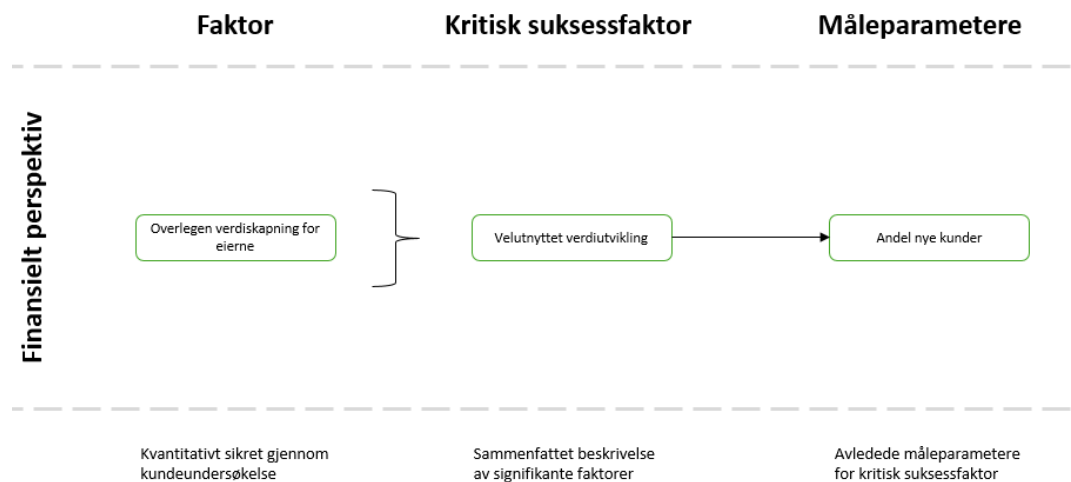 Faktor
Kritisk suksessfaktor
Måleparametere
Finansielt perspektiv
Overlegen verdiskapning for
eierne
Velutnyttet verdiutvikling
Andel nye kunder
Kvantitativt sikret gjennom
kundeundersøkelse
Sammenfattet beskrivelse
av signifikante faktorer
Avledede måleparametere
for kritisk suksessfaktor